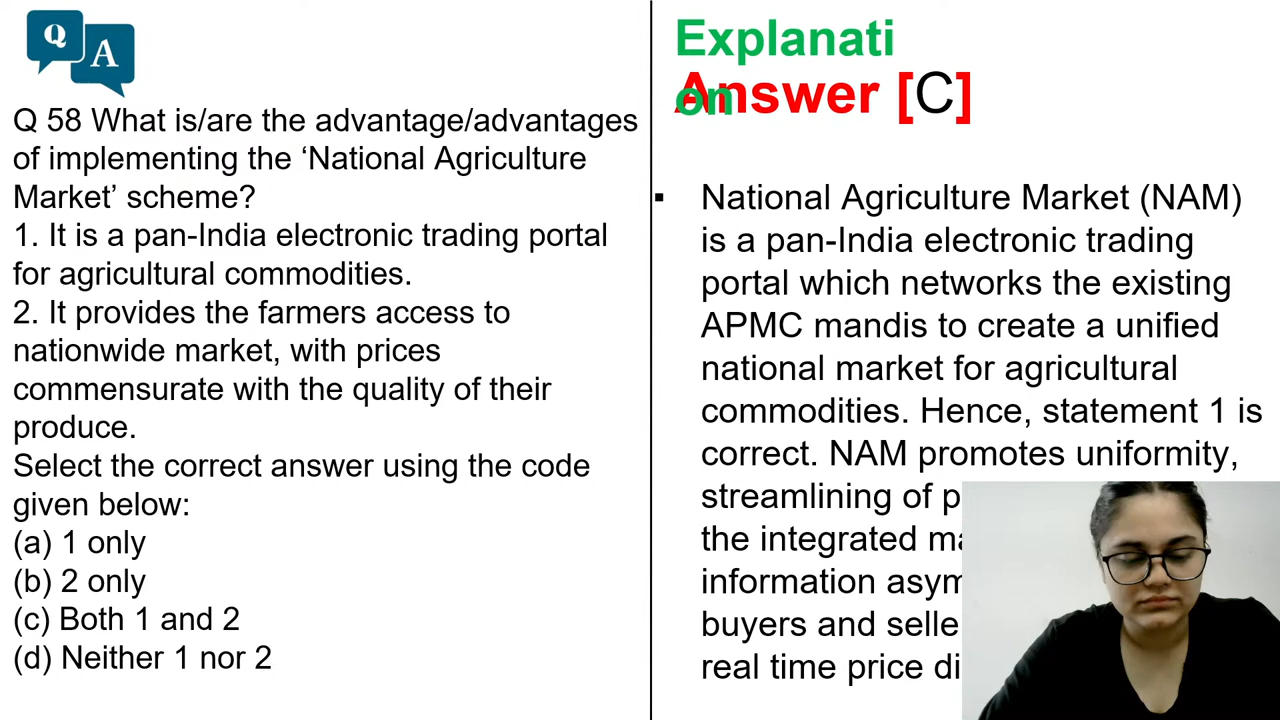 Q A
Q 58 What is/are the advantage/advantages
of implementing the ‘National Agriculture
Market’ scheme?
1. It is a pan-India electronic trading portal
for agricultural commodities.
2. It provides the farmers access to
nationwide market, with prices
commensurate with the quality of their
produce.
Select the correct answer using the code
given below:
(a) 1 only
(b) 2 only
(c) Both 1 and 2
(d) Neither 1 nor 2
Explanati
on
Answer [C]
▪ National Agriculture Market (NAM)
is a pan-India electronic trading
portal which networks the existing
APMC mandis to create a unified
national market for agricultural
commodities. Hence, statement 1 is
correct. NAM promotes uniformity,
streamlining of
the integrated
information
buyers and
real time price